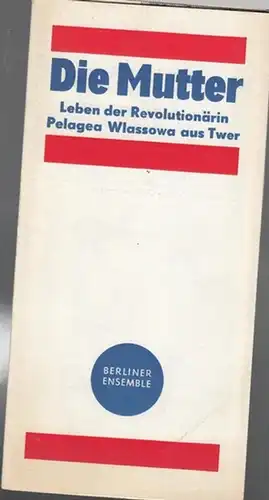 Die Mutter
Leben der Revolutionärin
Pelagea Wlassowa aus Twer
BERLINER
ENSEMBLE